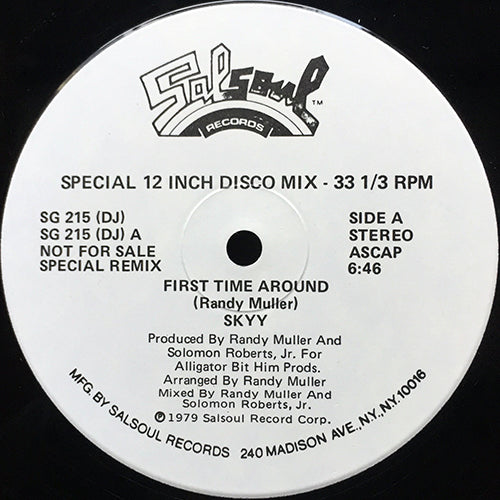 Salsoul
TM
RECORDS
SPECIAL 12 INCH DISCO MIX - 33 1/3 RPM
SG 215 (DJ)
SG 215 (DJ) A
NOT FOR SALE
SPECIAL REMIX
SIDE A
STEREO
ASCAP
6:46
FIRST TIME AROUND
(Randy Muller)
SKYY
Produced By Randy Muller And
Solomon Roberts, Jr. For
Alligator Bit Him Prods.
Arranged By Randy Muller
Mixed By Randy Muller and
Solomon Roberts, Jr.
℗ 1979 Salsoul Record Corp.
MFG. BY SALSOUL RECORDS 240 MADISON AVE., NY., N.Y. 10016